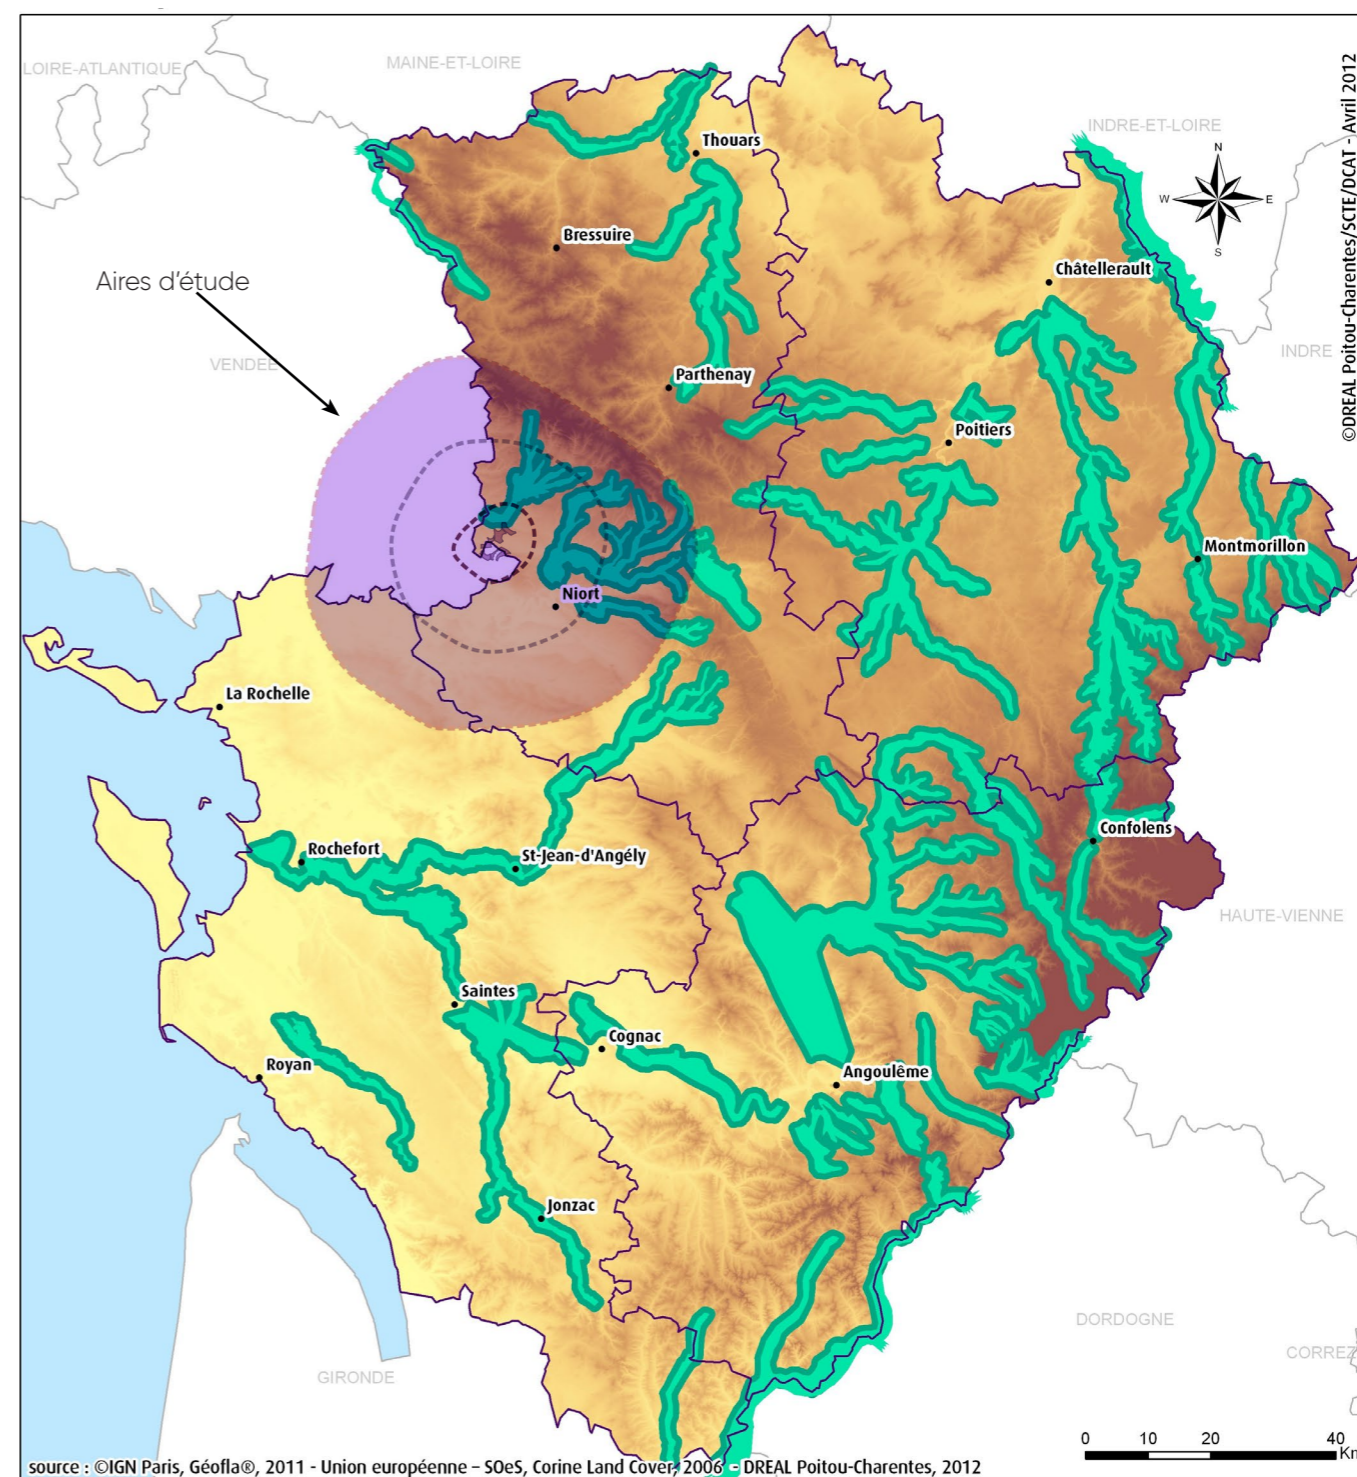 LOIRE-ATLANTIQUE
MAINE-ET-LOIRE
INDRE-ET-LOIRE
©DREAL Poitou-charentes/SCTE/DCAT - Avril 2012
Thouars
N
W
E
S
Bressuire
Châtellerault
Aires d'étude
VENDEE
INDRE
Parthenay
Poitiers
Montmorillon
Niort
La Rochelle
Confolens
Rochefort
St-Jean-d'Angély
HAUTE-VIENNE
Saintes
Cognac
Royan
Angoulême
Jonzac
DORDOGNE
CORREZ
GIRONDE
0 10 20 40
Km
source : ©IGN Paris, Géofla®, 2011 - Union européenne – SOeS, Corine Land Cover, 2006 - DREAL Poitou-Charentes, 2012